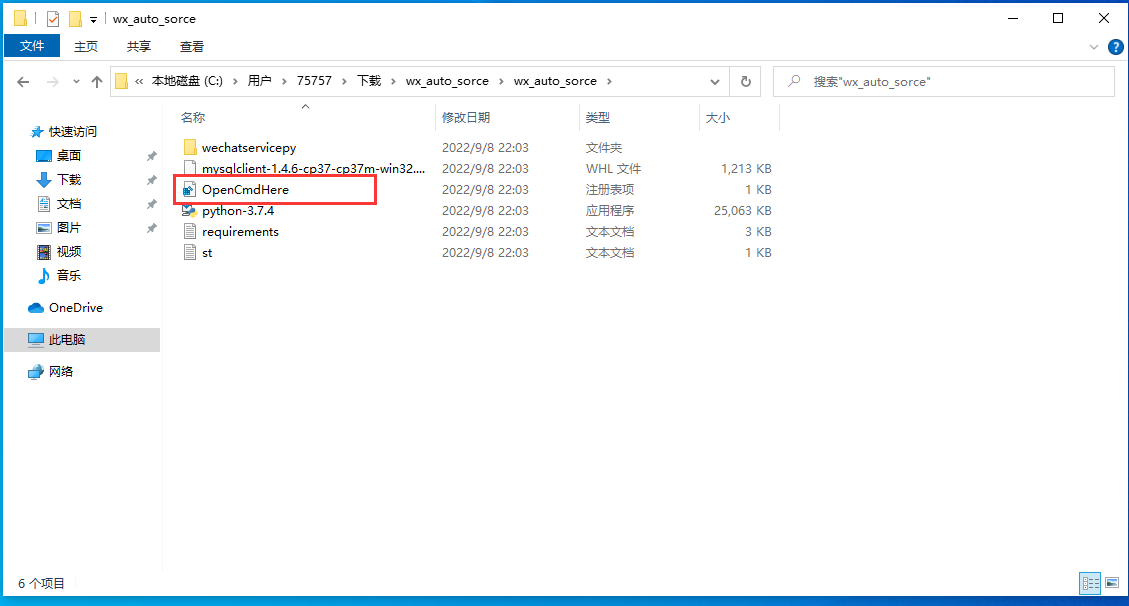 wx_auto_sorce
文件 主页 共享 查看
« 本地磁盘 (C:) › 用户 › 75757 › 下载 › wx_auto_sorce › wx_auto_sorce ›
搜索"wx_auto_sorce"
名称 修改日期 类型 大小
快速访问
桌面
下载
文档
图片
视频
音乐
OneDrive
此电脑
网络
wechatservicepy 2022/9/8 22:03 文件夹
mysqlclient-1.4.6-cp37-cp37m-win32.... 2022/9/8 22:03 WHL 文件 1,213 KB
OpenCmdHere 2022/9/8 22:03 注册表项 1 KB
python-3.7.4 2022/9/8 22:03 应用程序 25,063 KB
requirements 2022/9/8 22:03 文本文档 3 KB
st 2022/9/8 22:03 文本文档 1 KB
6 个项目